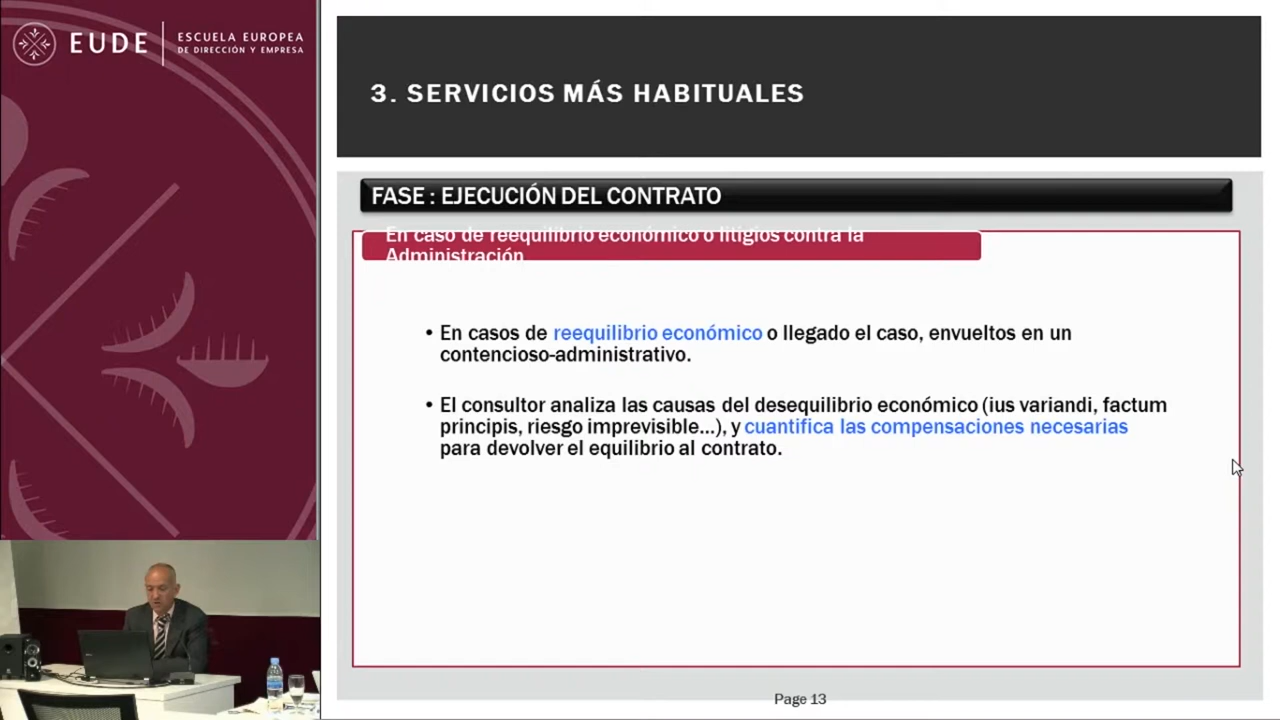 EUDE
ESCUELA EUROPEA
DE DIRECCIÓN Y EMPRESA
3. SERVICIOS MÁS HABITUALES
FASE : EJECUCIÓN DEL CONTRATO
En caso de reequilibrio económico o litigios contra la
Administración
• En casos de reequilibrio económico o llegado el caso, envueltos en un
contencioso-administrativo.
• El consultor analiza las causas del desequilibrio económico (ius variandi, factum
principis, riesgo imprevisible...), y cuantifica las compensaciones necesarias
para devolver el equilibrio al contrato.
Page 13